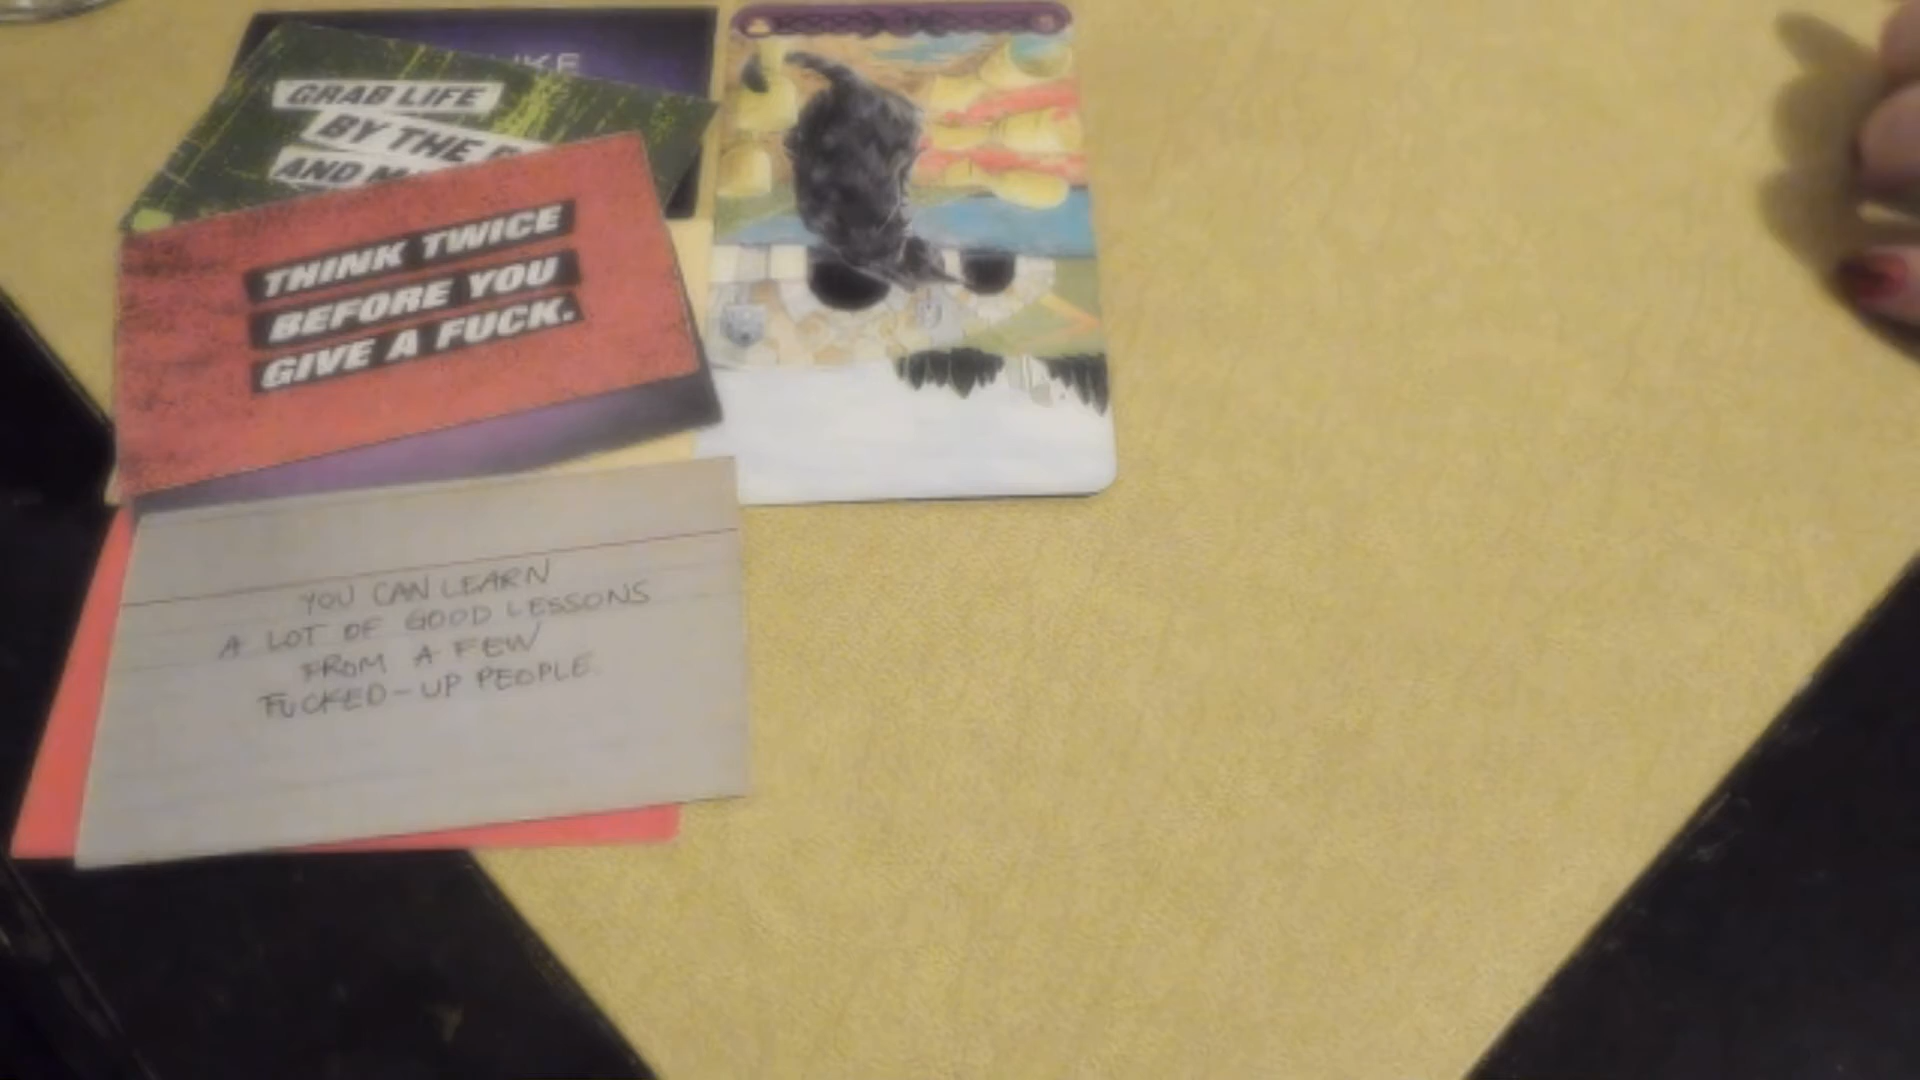 GRAB LIFE
BY THE
AND
THINK TWICE
BEFORE YOU
GIVE A FUCK.
YOU CAN LEARN
A LOT OF GOOD LESSONS
FROM A FEW
FUCKED-UP PEOPLE.